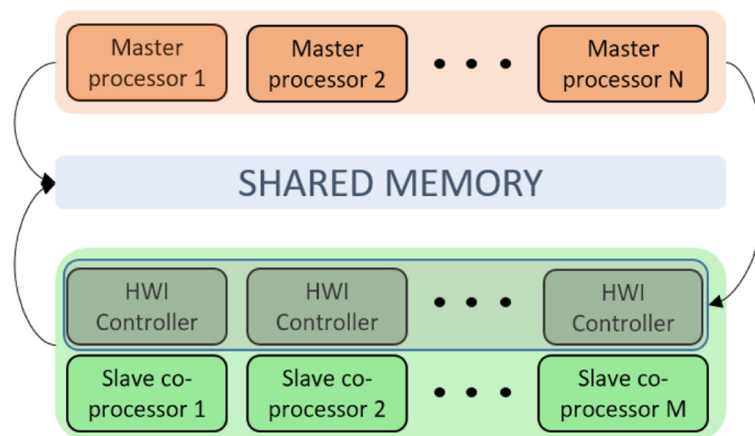 Master Master Master
processor 1 processor 2 • • • processor N
SHARED MEMORY
HWI HWI HWI
Controller Controller • • • Controller
Slave co- Slave co- Slave co-
processor 1 processor 2 • • • processor M